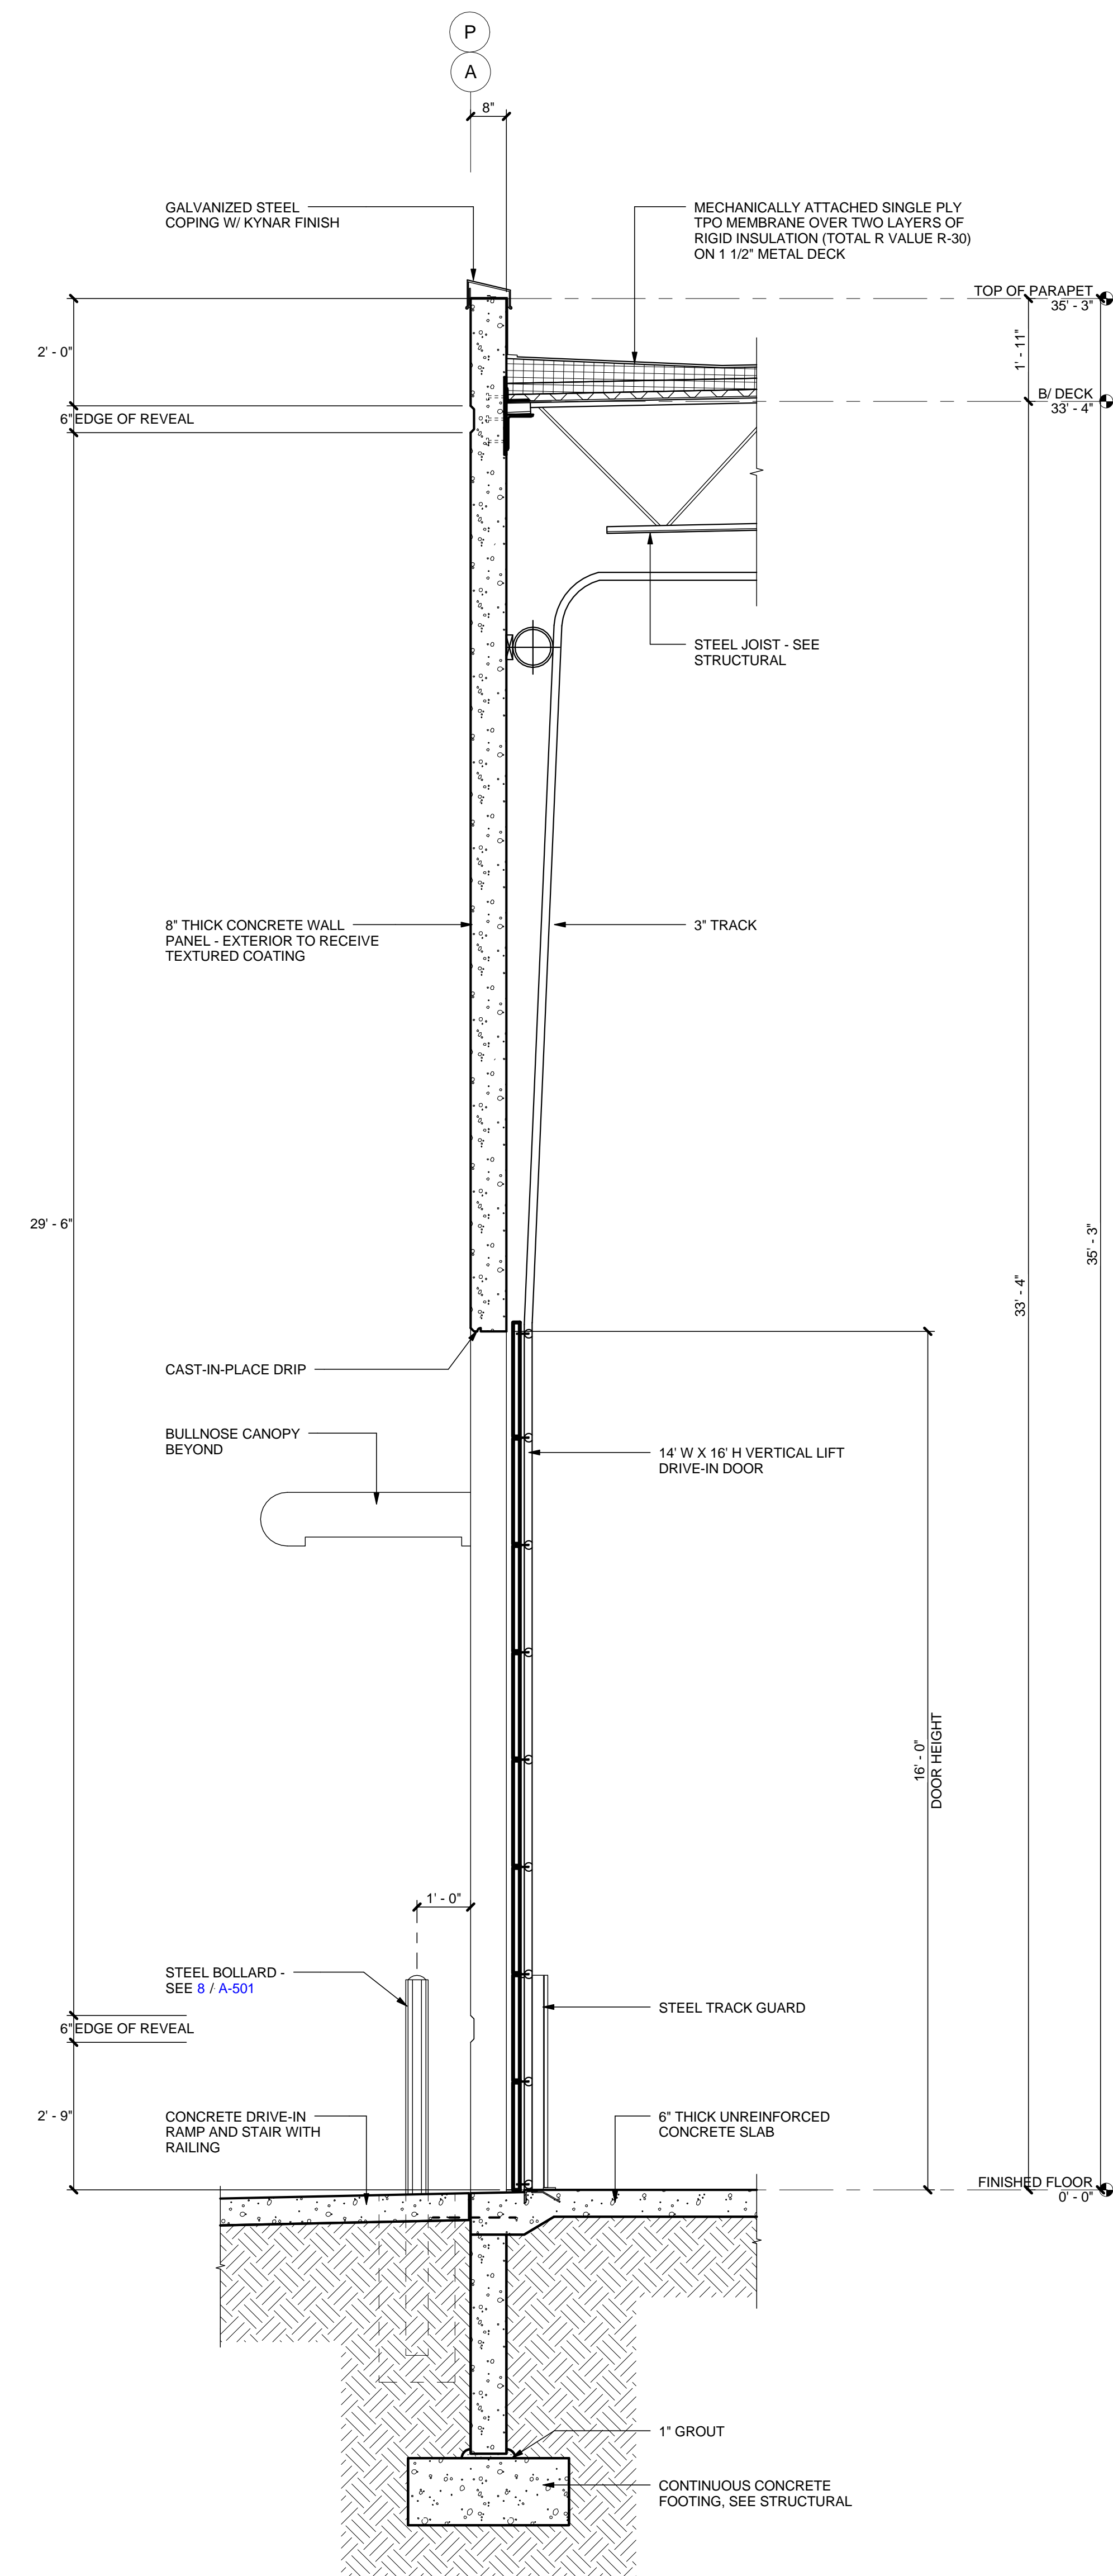 P
A
8"
GALVANIZED STEEL
COPING W/ KYNAR FINISH
MECHANICALLY ATTACHED SINGLE PLY
TPO MEMBRANE OVER TWO LAYERS OF
RIGID INSULATION (TOTAL R VALUE R-30)
ON 1 1/2" METAL DECK
TOP OF PARAPET
35' - 3"
2' - 0"
1' - 11"
B/ DECK
33' - 4"
6" EDGE OF REVEAL
STEEL JOIST - SEE
STRUCTURAL
8" THICK CONCRETE WALL
PANEL - EXTERIOR TO RECEIVE
TEXTURED COATING
3" TRACK
29' - 6"
33' - 4"
35' - 3"
CAST-IN-PLACE DRIP
BULLNOSE CANOPY
BEYOND
14' W X 16' H VERTICAL LIFT
DRIVE-IN DOOR
16' - 0"
DOOR HEIGHT
1' - 0"
STEEL BOLLARD -
SEE 8 / A-501
STEEL TRACK GUARD
6" EDGE OF REVEAL
2' - 9"
CONCRETE DRIVE-IN
RAMP AND STAIR WITH
RAILING
6" THICK UNREINFORCED
CONCRETE SLAB
FINISHED FLOOR
0' - 0"
1" GROUT
CONTINUOUS CONCRETE
FOOTING, SEE STRUCTURAL